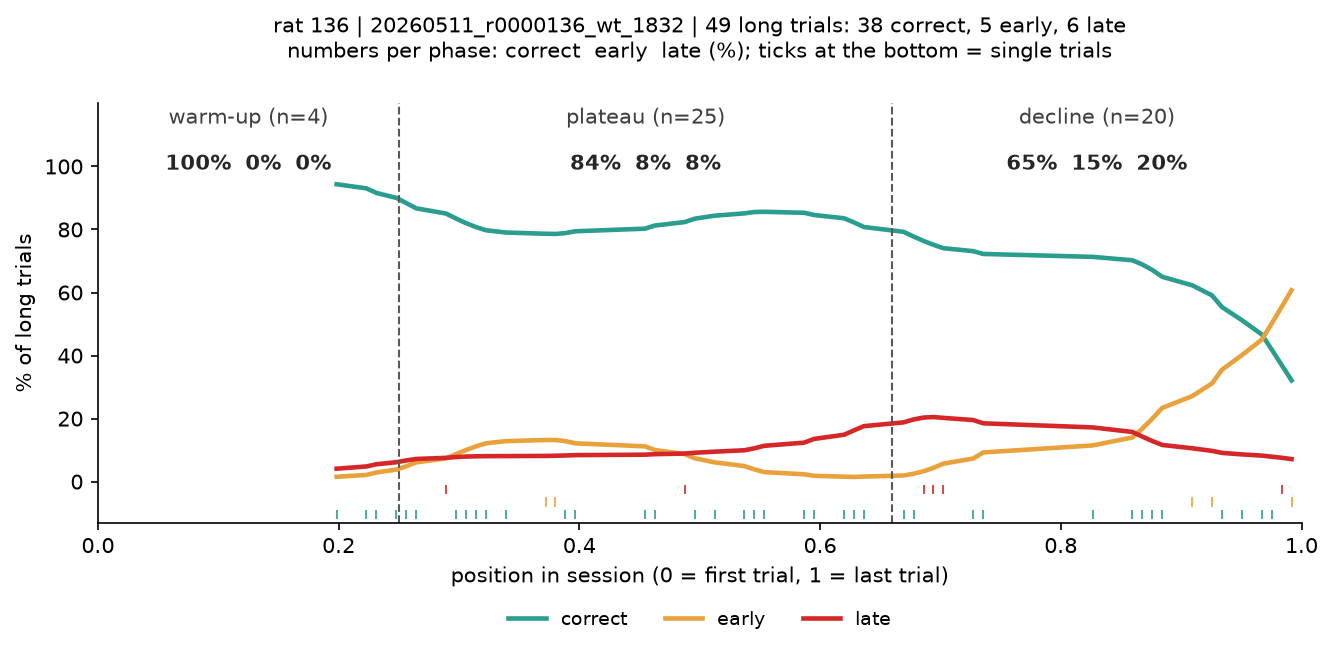 rat 136 | 20260511_r0000136_wt_1832 | 49 long trials: 38 correct, 5 early, 6 late
numbers per phase: correct  early  late (%); ticks at the bottom = single trials
warm-up (n=4)
plateau (n=25)
decline (n=20)
100%  0%  0%
84%  8%  8%
65%  15%  20%
% of long trials
100
80
60
40
20
0
0.0
0.2
0.4
0.6
0.8
1.0
position in session (0 = first trial, 1 = last trial)
correct
early
late